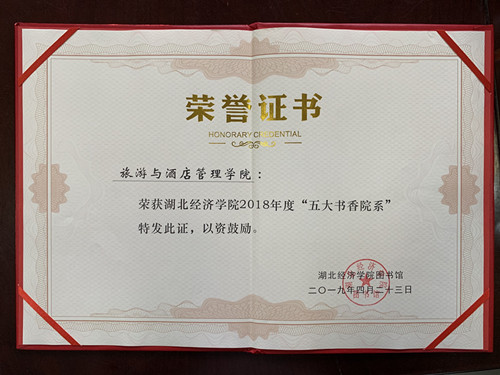 荣誉证书
HONORARY CREDENTIAL
旅游与酒店管理学院：
荣获湖北经济学院2018年度“五大书香院系”
特发此证，以资鼓励。
湖北经济学院图书馆
二〇一九年四月二十三日